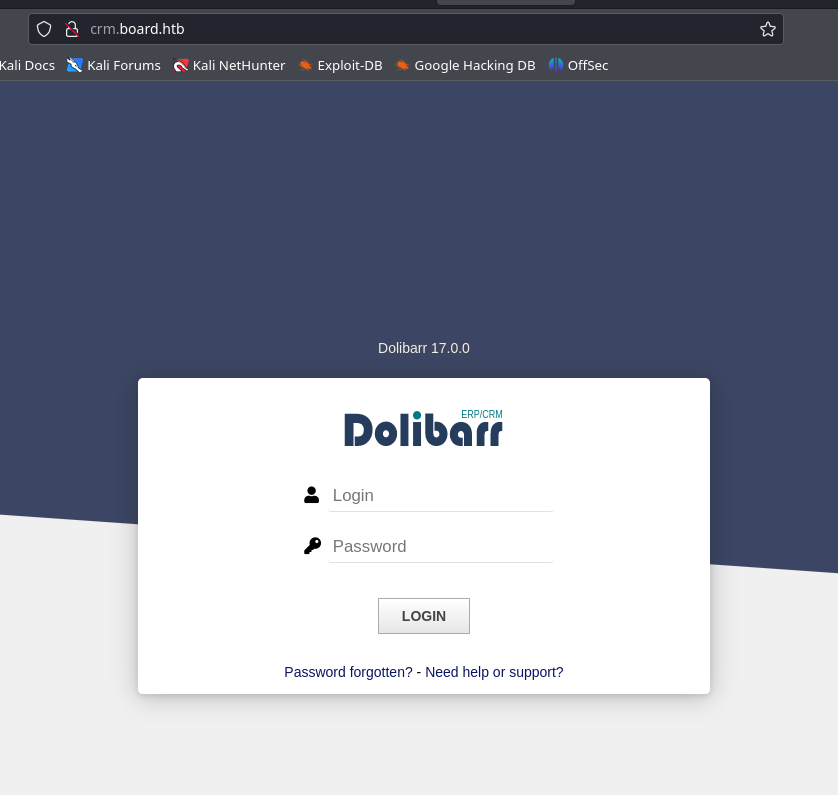 crm.board.htb
Kali Docs Kali Forums Kali NetHunter Exploit-DB Google Hacking DB OffSec
Dolibarr 17.0.0
Dolibarr ERP/CRM
Login
Password
LOGIN
Password forgotten? - Need help or support?